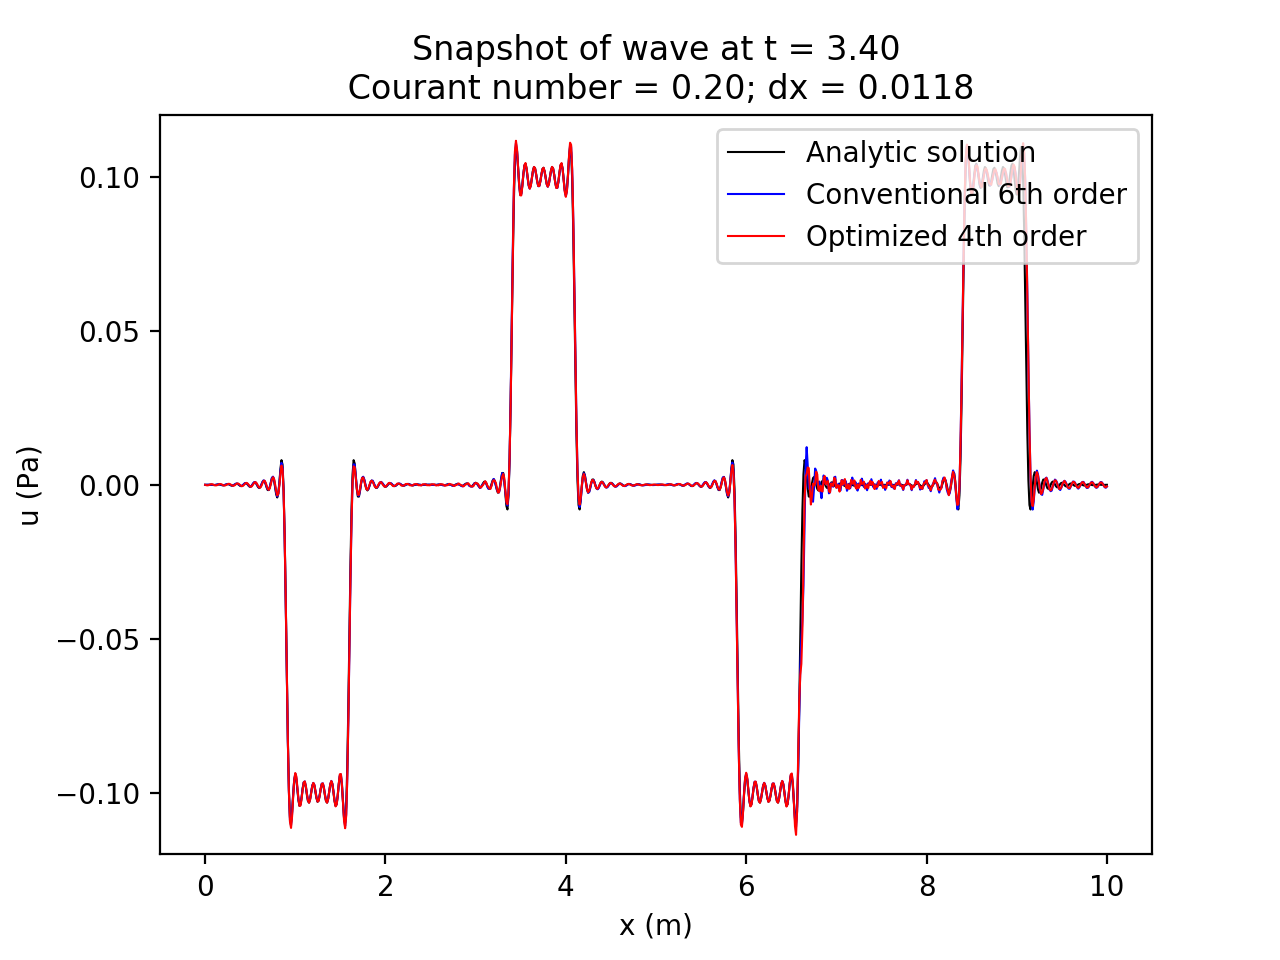 Snapshot of wave at t = 3.40
Courant number = 0.20; dx = 0.0118
Analytic solution
Conventional 6th order
Optimized 4th order
0.10
0.05
0.00
−0.05
−0.10
u (Pa)
0 2 4 6 8 10
x (m)